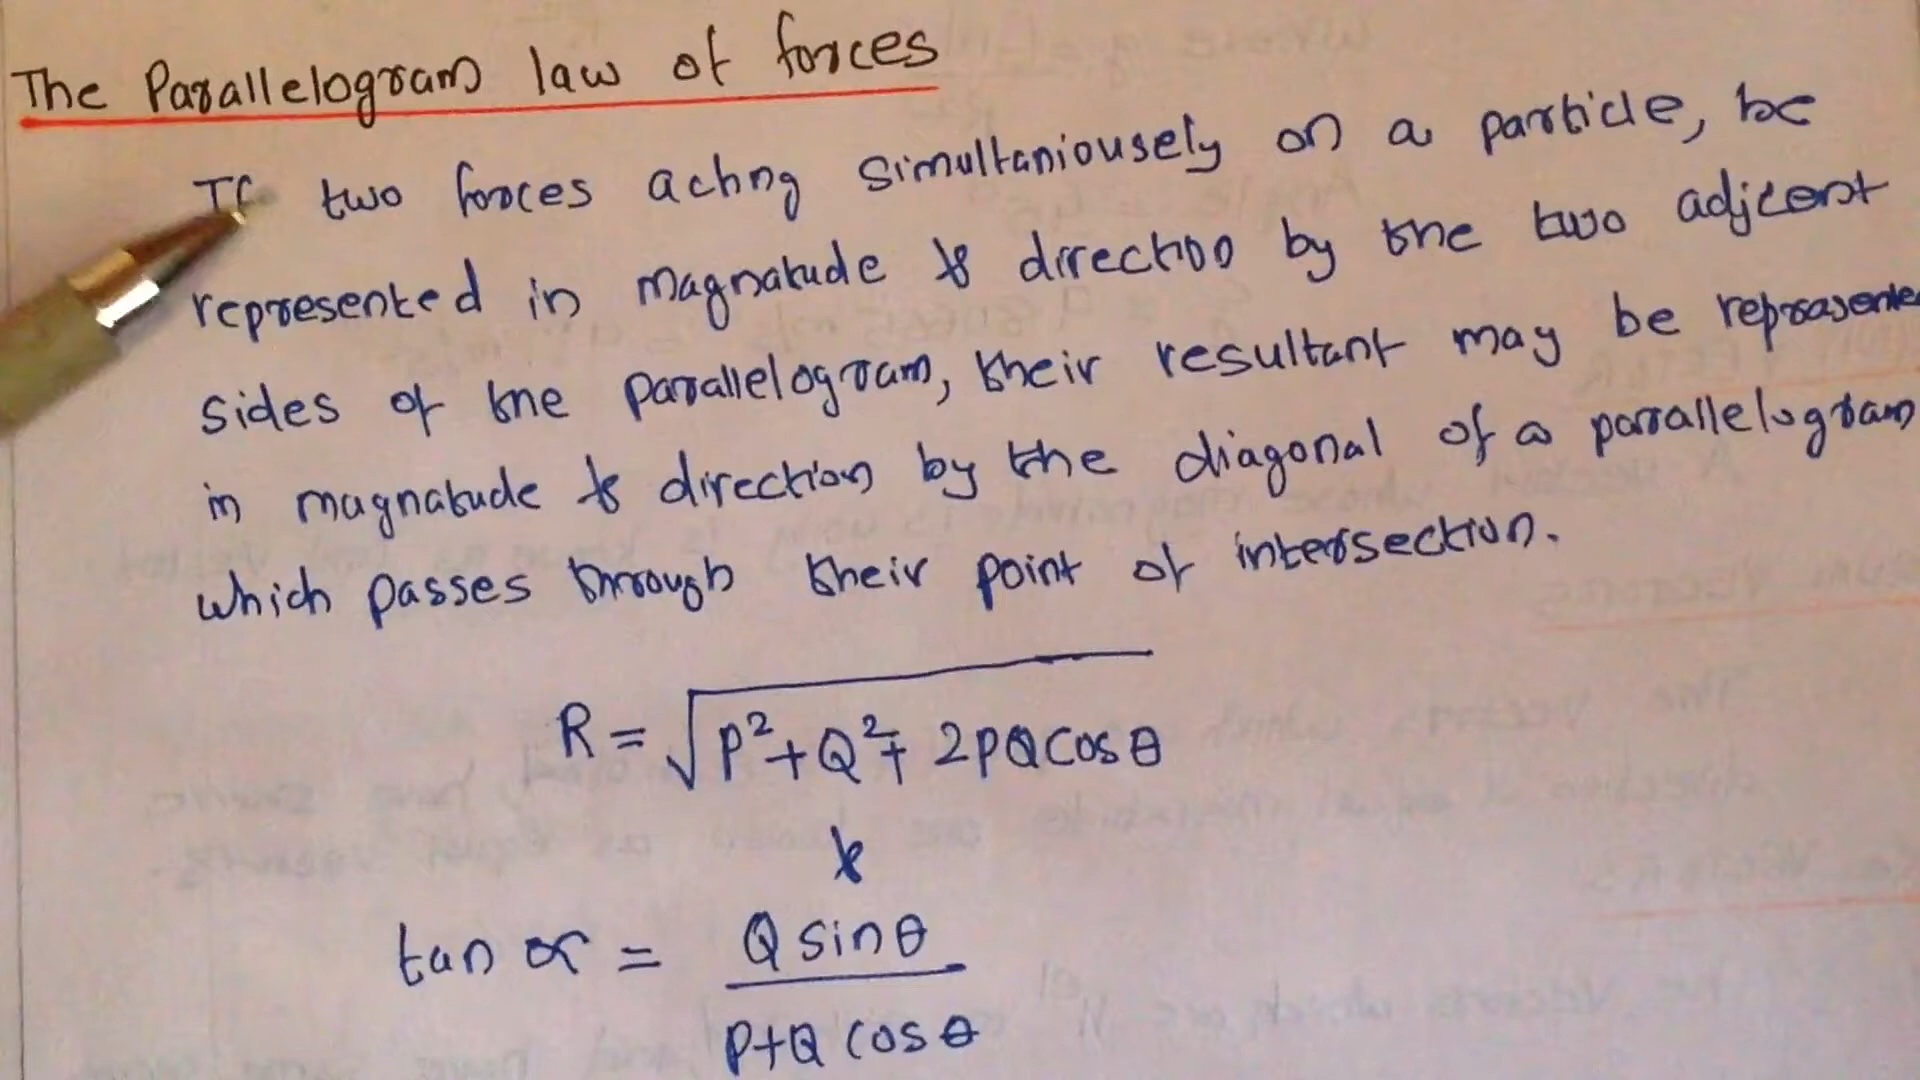 The Parallelogram law of forces
If two forces acting simultaniousely on a particle, be
represented in magnatude & direction by the two adjcent
sides of the parallelogram, their resultant may be reprasente
in magnatude & direction by the diagonal of a parallelogram
which passes through their point of intersection.
R = √P²+Q²+ 2PQ cos θ
&
tan α = Q sin θ
P+Q cos θ